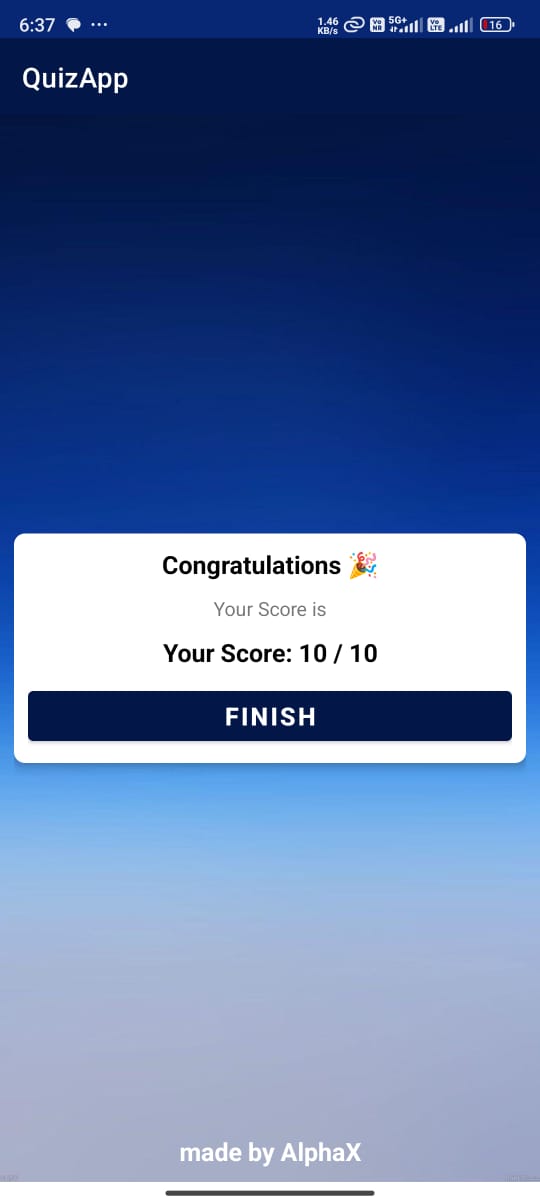 6:37
1.46
KB/s
Vo
NR
5G+
Vo
LTE
16
QuizApp
Congratulations 🎉
Your Score is
Your Score: 10 / 10
FINISH
made by AlphaX